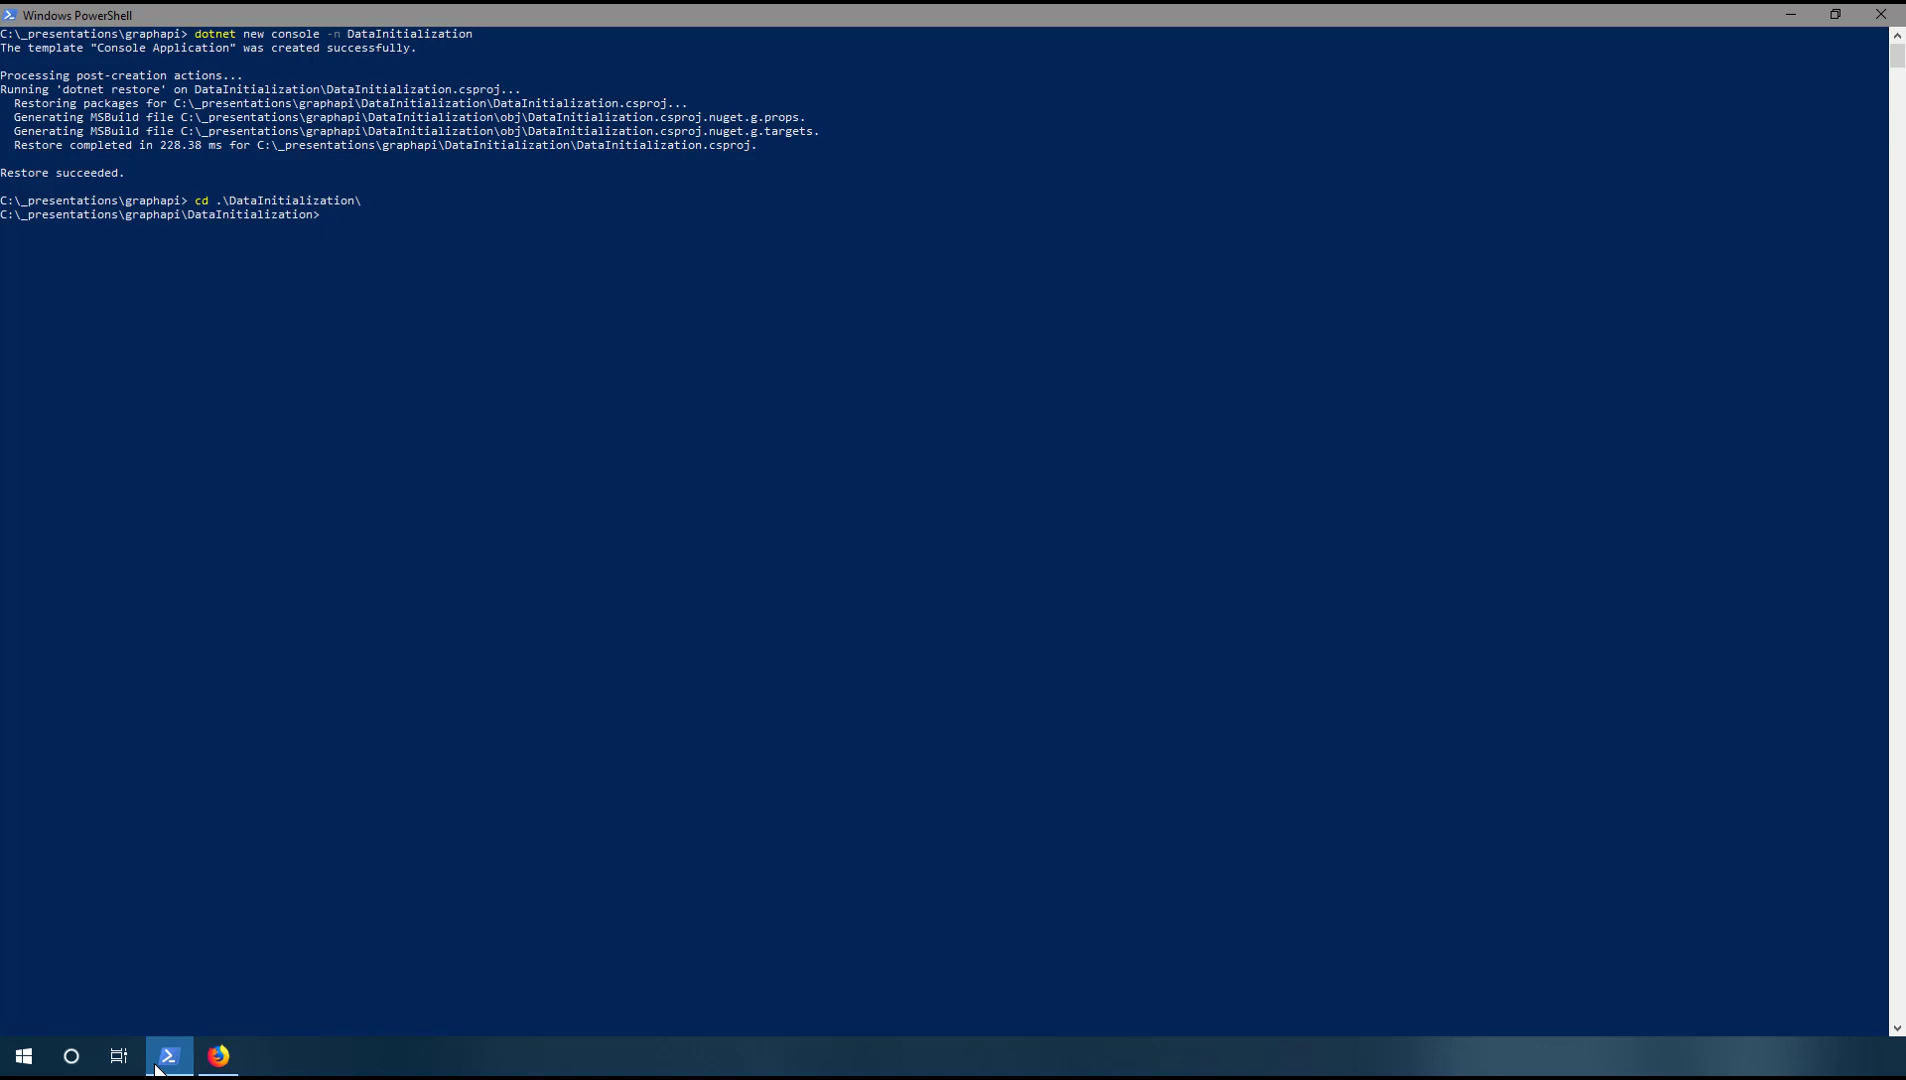 Windows PowerShell
C:\_presentations\graphapi> dotnet new console -n DataInitialization
The template "Console Application" was created successfully.
Processing post-creation actions...
Running 'dotnet restore' on DataInitialization\DataInitialization.csproj...
Restoring packages for C:\_presentations\graphapi\DataInitialization\DataInitialization.csproj...
Generating MSBuild file C:\_presentations\graphapi\DataInitialization\obj\DataInitialization.csproj.nuget.g.props.
Generating MSBuild file C:\_presentations\graphapi\DataInitialization\obj\DataInitialization.csproj.nuget.g.targets.
Restore completed in 228.38 ms for C:\_presentations\graphapi\DataInitialization\DataInitialization.csproj.
Restore succeeded.
C:\_presentations\graphapi> cd .\DataInitialization\
C:\_presentations\graphapi\DataInitialization>